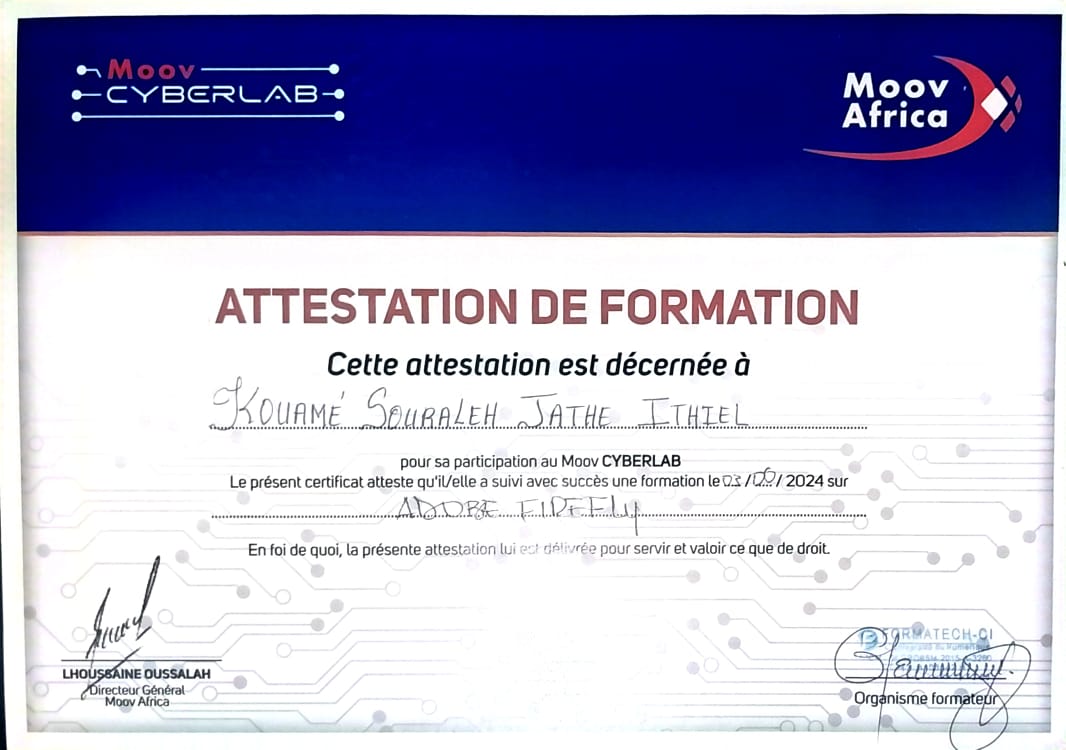 Moov
CYBERLAB
Moov
Africa
ATTESTATION DE FORMATION
Cette attestation est décernée à
KOUAMÉ SOURALEH JATHE ITHIEL
pour sa participation au Moov CYBERLAB
Le présent certificat atteste qu'il/elle a suivi avec succès une formation le 03 / / 2024 sur
ADOBE
En foi de quoi, la présente attestation lui est délivrée pour servir et valoir ce que de droit.
LHOUSSAINE OUSSALAH
Directeur Général
Moov Africa
FORMATECH-CI
Organisme formateur